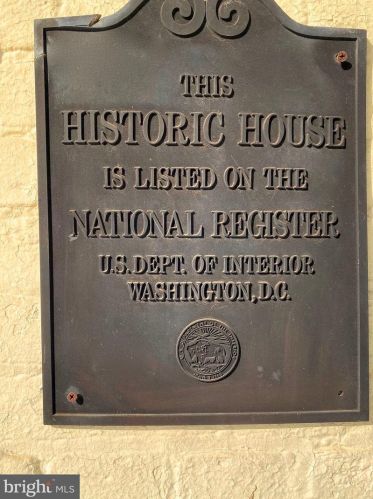 THIS
HISTORIC HOUSE
IS LISTED ON THE
NATIONAL REGISTER
U.S. DEPT. OF INTERIOR
WASHINGTON, D.C.
bright MLS